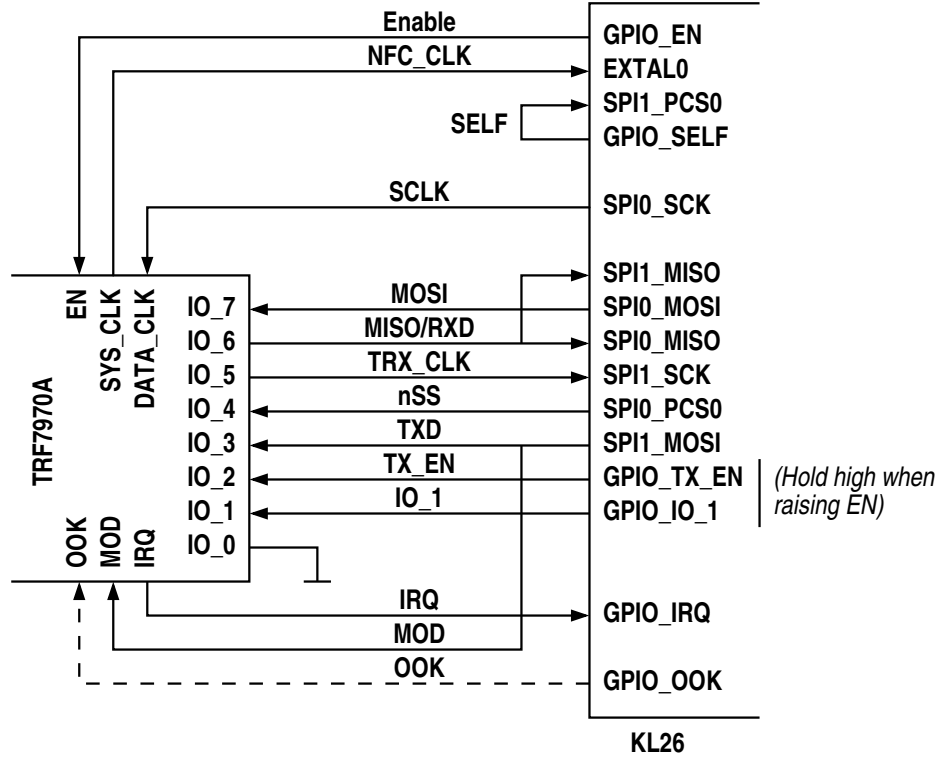 Enable
GPIO_EN
NFC_CLK
EXTAL0
SPI1_PCS0
SELF
GPIO_SELF
SCLK
SPI0_SCK
SPI1_MISO
EN
SYS_CLK
DATA_CLK
IO_7
MOSI
SPI0_MOSI
IO_6
MISO/RXD
SPI0_MISO
IO_5
TRX_CLK
SPI1_SCK
IO_4
nSS
SPI0_PCS0
TRF7970A
IO_3
TXD
SPI1_MOSI
IO_2
TX_EN
GPIO_TX_EN
(Hold high when
raising EN)
IO_1
IO_1
GPIO_IO_1
IO_0
OOK
MOD
IRQ
IRQ
GPIO_IRQ
MOD
OOK
GPIO_OOK
KL26